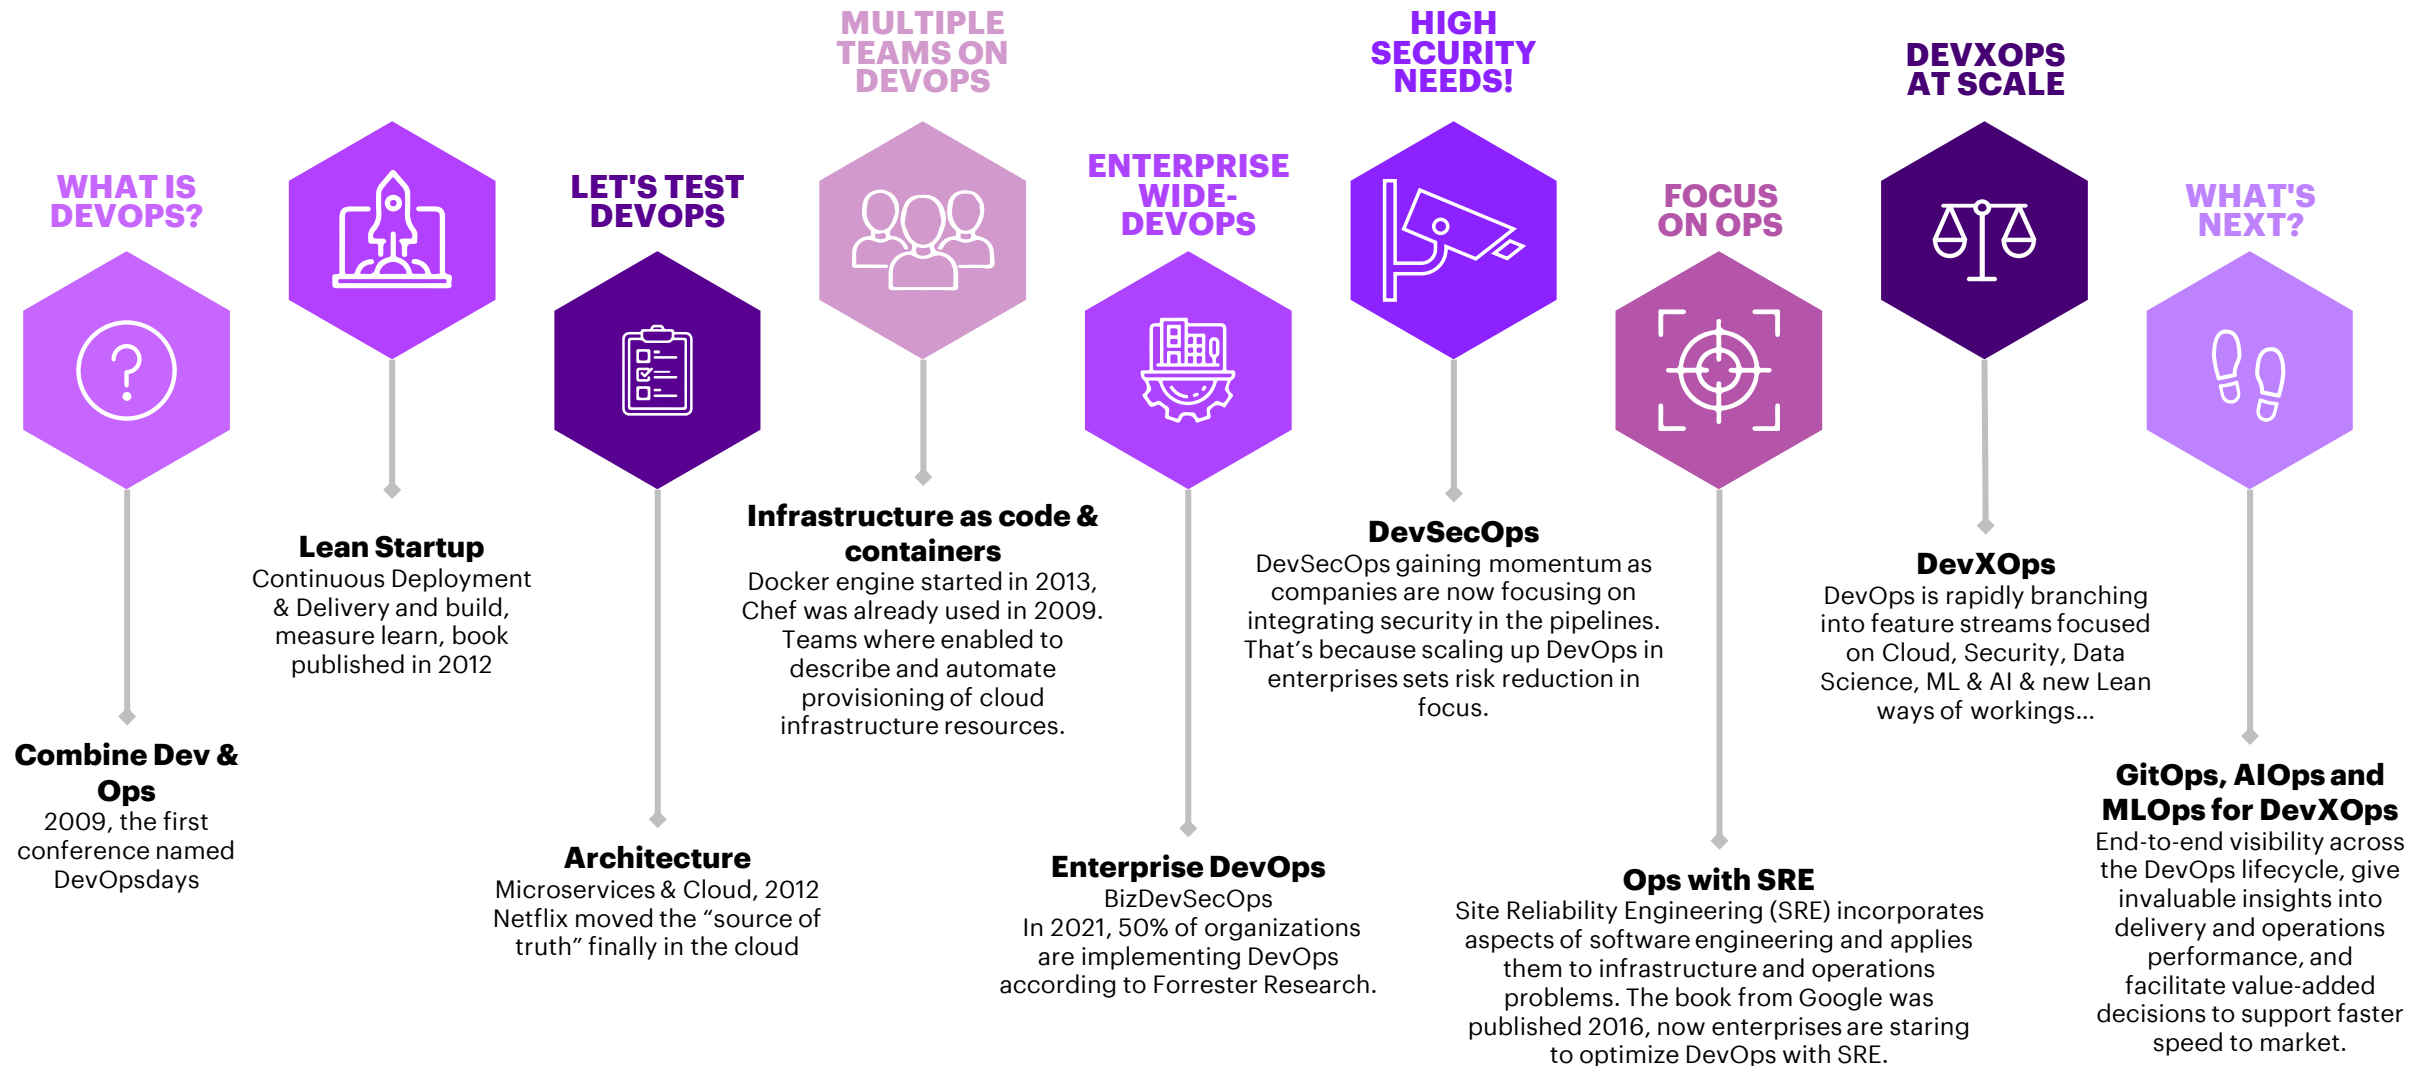 WHAT IS
DEVOPS?
Combine Dev &
Ops
2009, the first
conference named
DevOpsdays
Lean Startup
Continuous Deployment
& Delivery and build,
measure learn, book
published in 2012
LET'S TEST
DEVOPS
Architecture
Microservices & Cloud, 2012
Netflix moved the “source of
truth” finally in the cloud
MULTIPLE
TEAMS ON
DEVOPS
Infrastructure as code &
containers
Docker engine started in 2013,
Chef was already used in 2009.
Teams where enabled to
describe and automate
provisioning of cloud
infrastructure resources.
ENTERPRISE
WIDE-
DEVOPS
Enterprise DevOps
BizDevSecOps
In 2021, 50% of organizations
are implementing DevOps
according to Forrester Research.
HIGH
SECURITY
NEEDS!
DevSecOps
DevSecOps gaining momentum as
companies are now focusing on
integrating security in the pipelines.
That’s because scaling up DevOps in
enterprises sets risk reduction in
focus.
FOCUS
ON OPS
Ops with SRE
Site Reliability Engineering (SRE) incorporates
aspects of software engineering and applies
them to infrastructure and operations
problems. The book from Google was
published 2016, now enterprises are staring
to optimize DevOps with SRE.
DEVXOPS
AT SCALE
DevXOps
DevOps is rapidly branching
into feature streams focused
on Cloud, Security, Data
Science, ML & AI & new Lean
ways of workings...
WHAT'S
NEXT?
GitOps, AIOps and
MLOps for DevXOps
End-to-end visibility across
the DevOps lifecycle, give
invaluable insights into
delivery and operations
performance, and
facilitate value-added
decisions to support faster
speed to market.